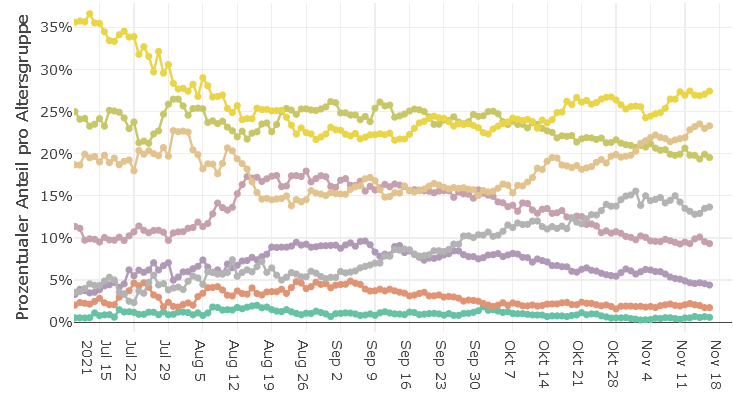 Prozentualer Anteil pro Altersgruppe
35%
30%
25%
20%
15%
10%
5%
0%
2021
Jul 15
Jul 22
Jul 29
Aug 5
Aug 12
Aug 19
Aug 26
Sep 2
Sep 9
Sep 16
Sep 23
Sep 30
Okt 7
Okt 14
Okt 21
Okt 28
Nov 4
Nov 11
Nov 18